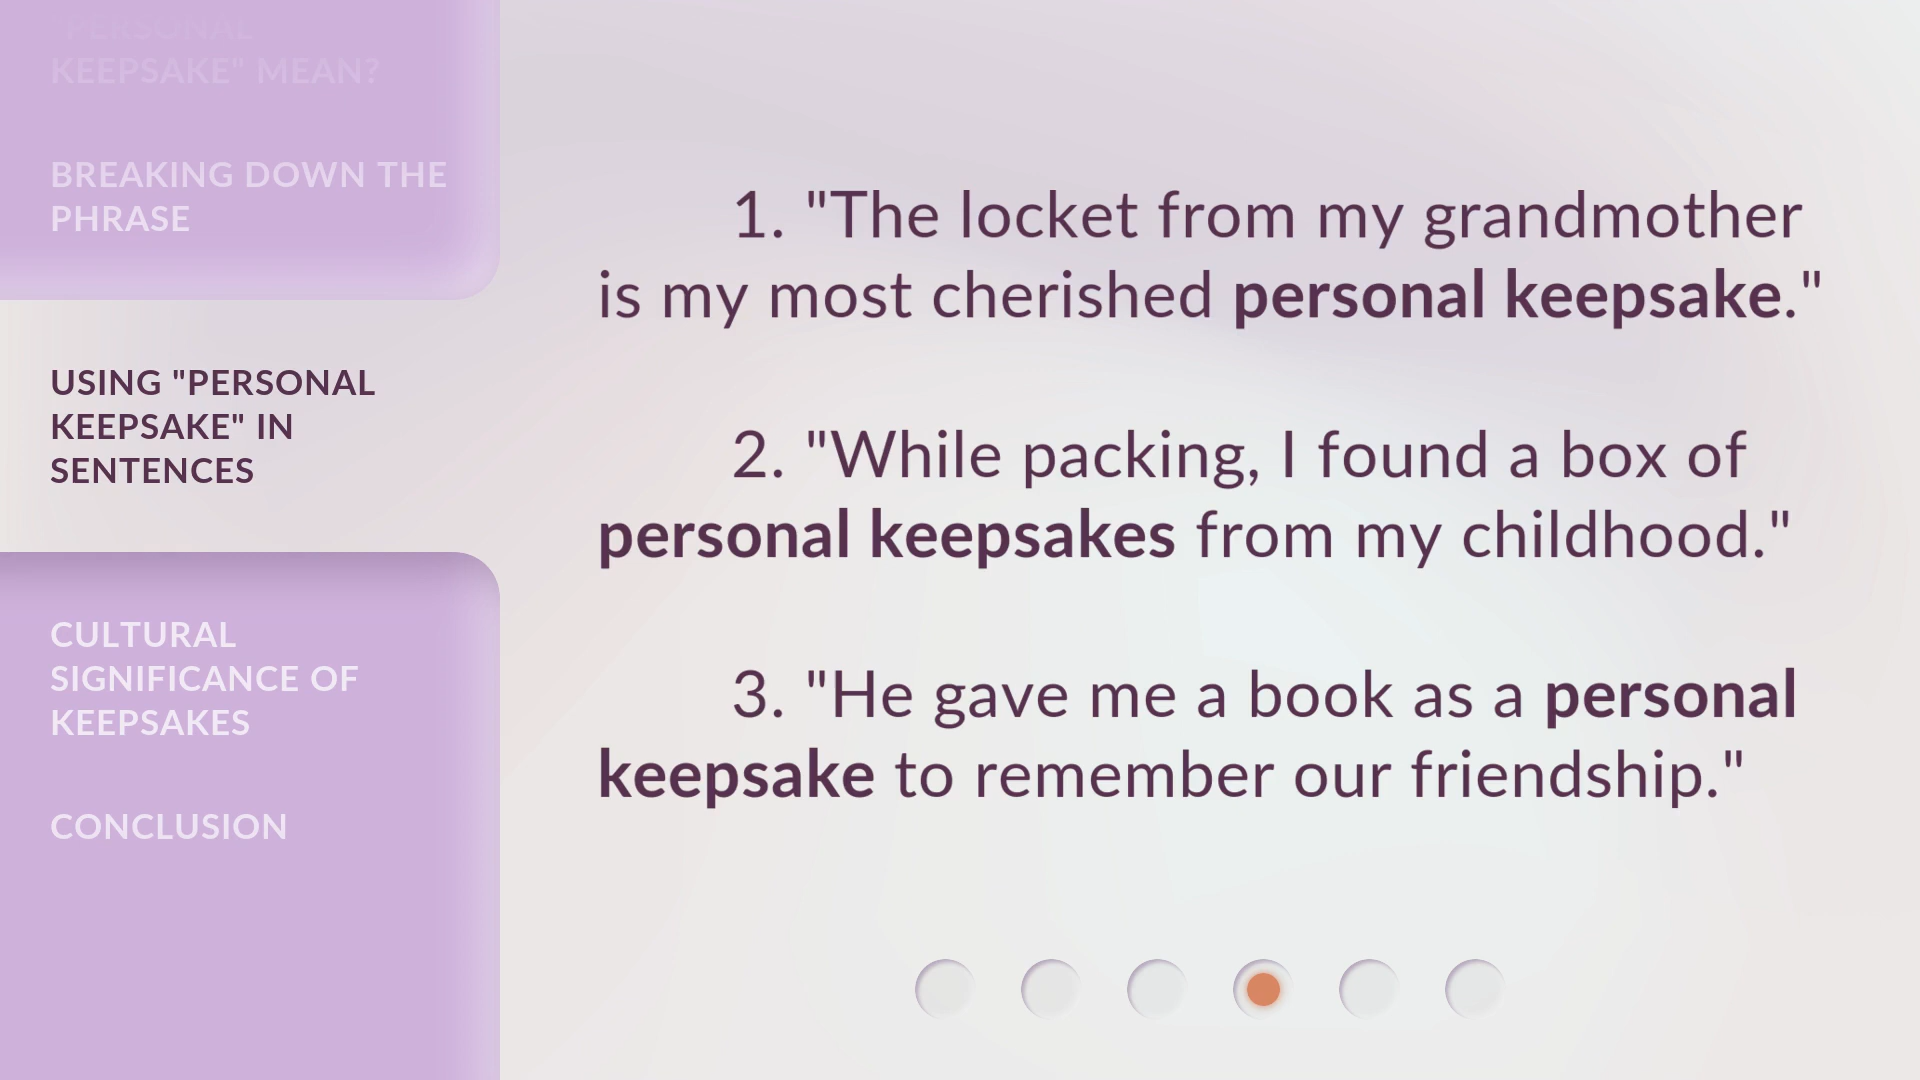 "PERSONAL
KEEPSAKE" MEAN?
BREAKING DOWN THE
PHRASE
USING "PERSONAL
KEEPSAKE" IN
SENTENCES
CULTURAL
SIGNIFICANCE OF
KEEPSAKES
CONCLUSION
1. "The locket from my grandmother
is my most cherished personal keepsake."
2. "While packing, I found a box of
personal keepsakes from my childhood."
3. "He gave me a book as a personal
keepsake to remember our friendship."